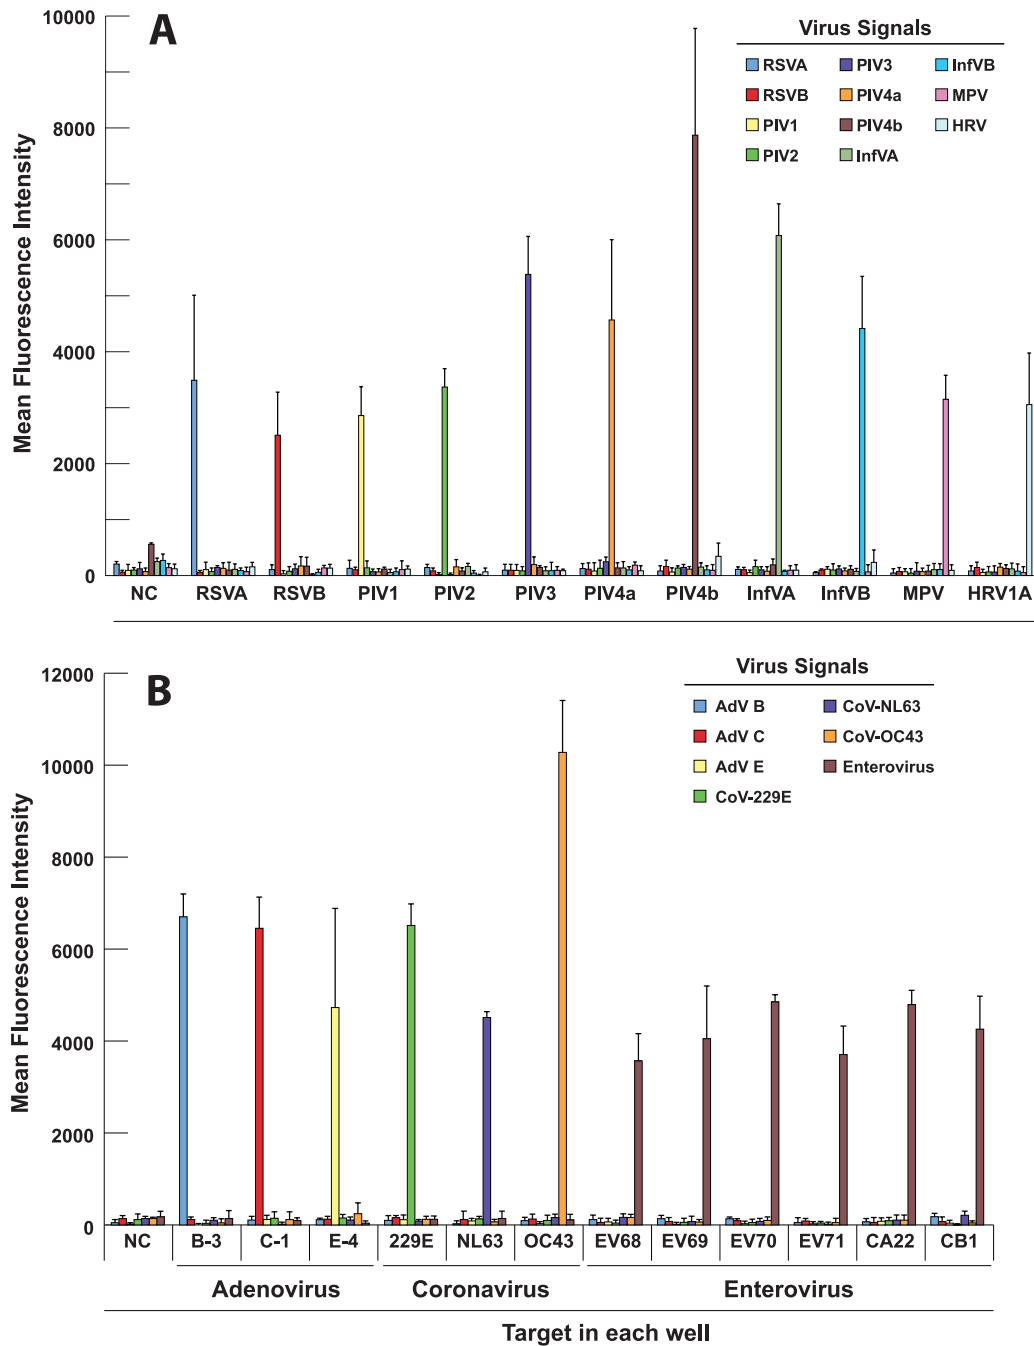 A
Virus Signals
RSVA PIV3 InfVB
RSVB PIV4a MPV
PIV1 PIV4b HRV
PIV2 InfVA
Mean Fluorescence Intensity
10000
8000
6000
4000
2000
0
NC RSVA RSVB PIV1 PIV2 PIV3 PIV4a PIV4b InfVA InfVB MPV HRV1A
B
Virus Signals
AdV B CoV-NL63
AdV C CoV-OC43
AdV E Enterovirus
CoV-229E
Mean Fluorescence Intensity
12000
10000
8000
6000
4000
2000
0
NC B-3 C-1 E-4 229E NL63 OC43 EV68 EV69 EV70 EV71 CA22 CB1
Adenovirus Coronavirus Enterovirus
Target in each well